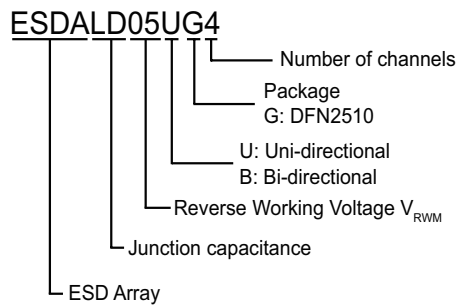 ESDALD05UG4
Number of channels
Package
G: DFN2510
U: Uni-directional
B: Bi-directional
Reverse Working Voltage VRWM
Junction capacitance
ESD Array